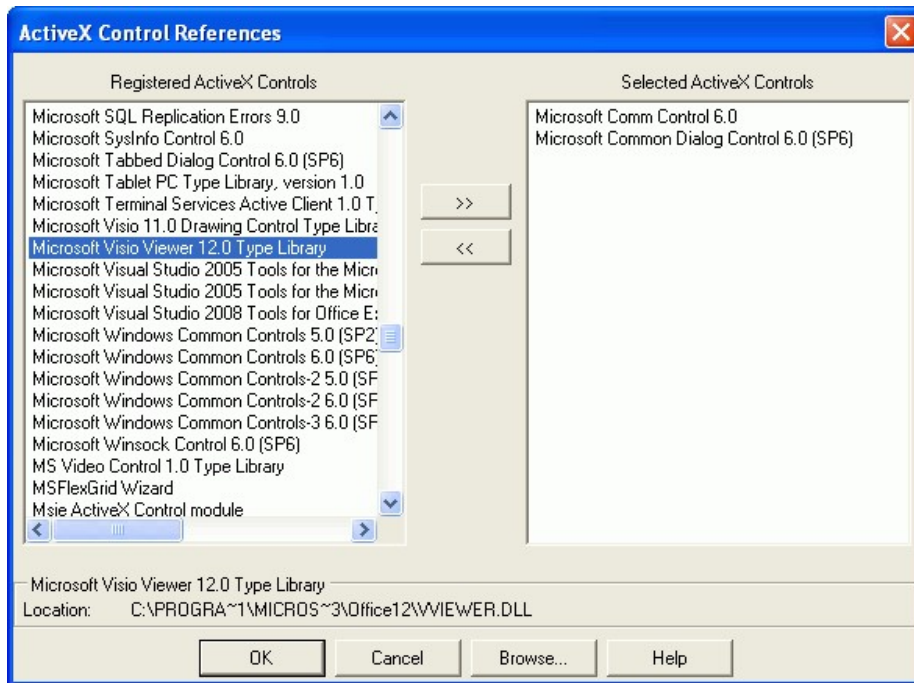 ActiveX Control References
Registered ActiveX Controls
Selected ActiveX Controls
Microsoft SQL Replication Errors 9.0
Microsoft SysInfo Control 6.0
Microsoft Tabbed Dialog Control 6.0 (SP6)
Microsoft Tablet PC Type Library, version 1.0
Microsoft Terminal Services Active Client 1.0 T
Microsoft Visio 11.0 Drawing Control Type Libra
Microsoft Visio Viewer 12.0 Type Library
Microsoft Visual Studio 2005 Tools for the Micro
Microsoft Visual Studio 2005 Tools for the Micro
Microsoft Visual Studio 2008 Tools for Office E
Microsoft Windows Common Controls 5.0 (SP2)
Microsoft Windows Common Controls 6.0 (SP6)
Microsoft Windows Common Controls-2 5.0 (SF
Microsoft Windows Common Controls-2 6.0 (SF
Microsoft Windows Common Controls-3 6.0 (SF
Microsoft Winsock Control 6.0 (SP6)
MS Video Control 1.0 Type Library
MSFlexGrid Wizard
Msie ActiveX Control module
>>
<<
Microsoft Comm Control 6.0
Microsoft Common Dialog Control 6.0 (SP6)
Microsoft Visio Viewer 12.0 Type Library
Location: C:\PROGRA~1\MICROS~3\Office12\VVIEWER.DLL
OK Cancel Browse... Help